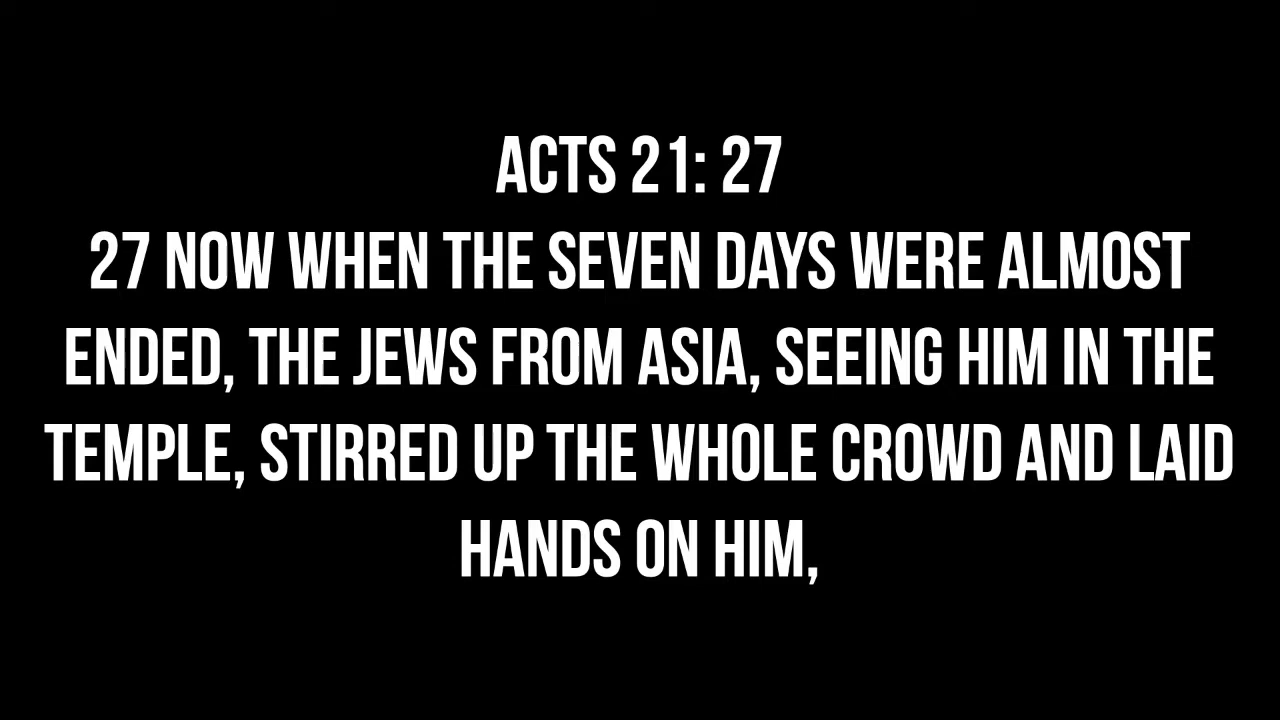 ACTS 21: 27
27 NOW WHEN THE SEVEN DAYS WERE ALMOST
ENDED, THE JEWS FROM ASIA, SEEING HIM IN THE
TEMPLE, STIRRED UP THE WHOLE CROWD AND LAID
HANDS ON HIM,